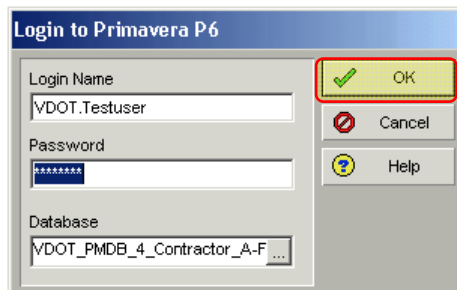 Login to Primavera P6
Login Name
VDOT.Testuser
Password
********
Database
VDOT_PMDB_4_Contractor_A-F ...
OK
Cancel
Help